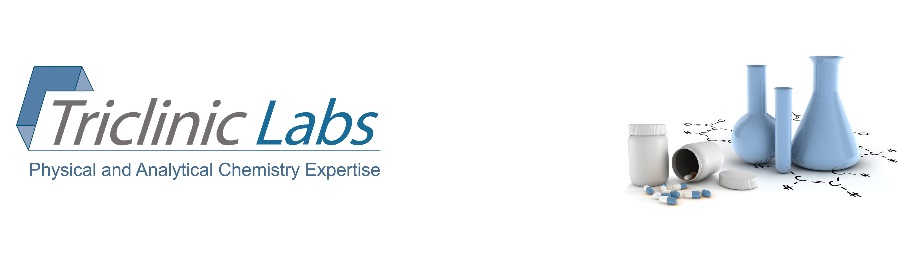 Triclinic Labs
Physical and Analytical Chemistry Expertise